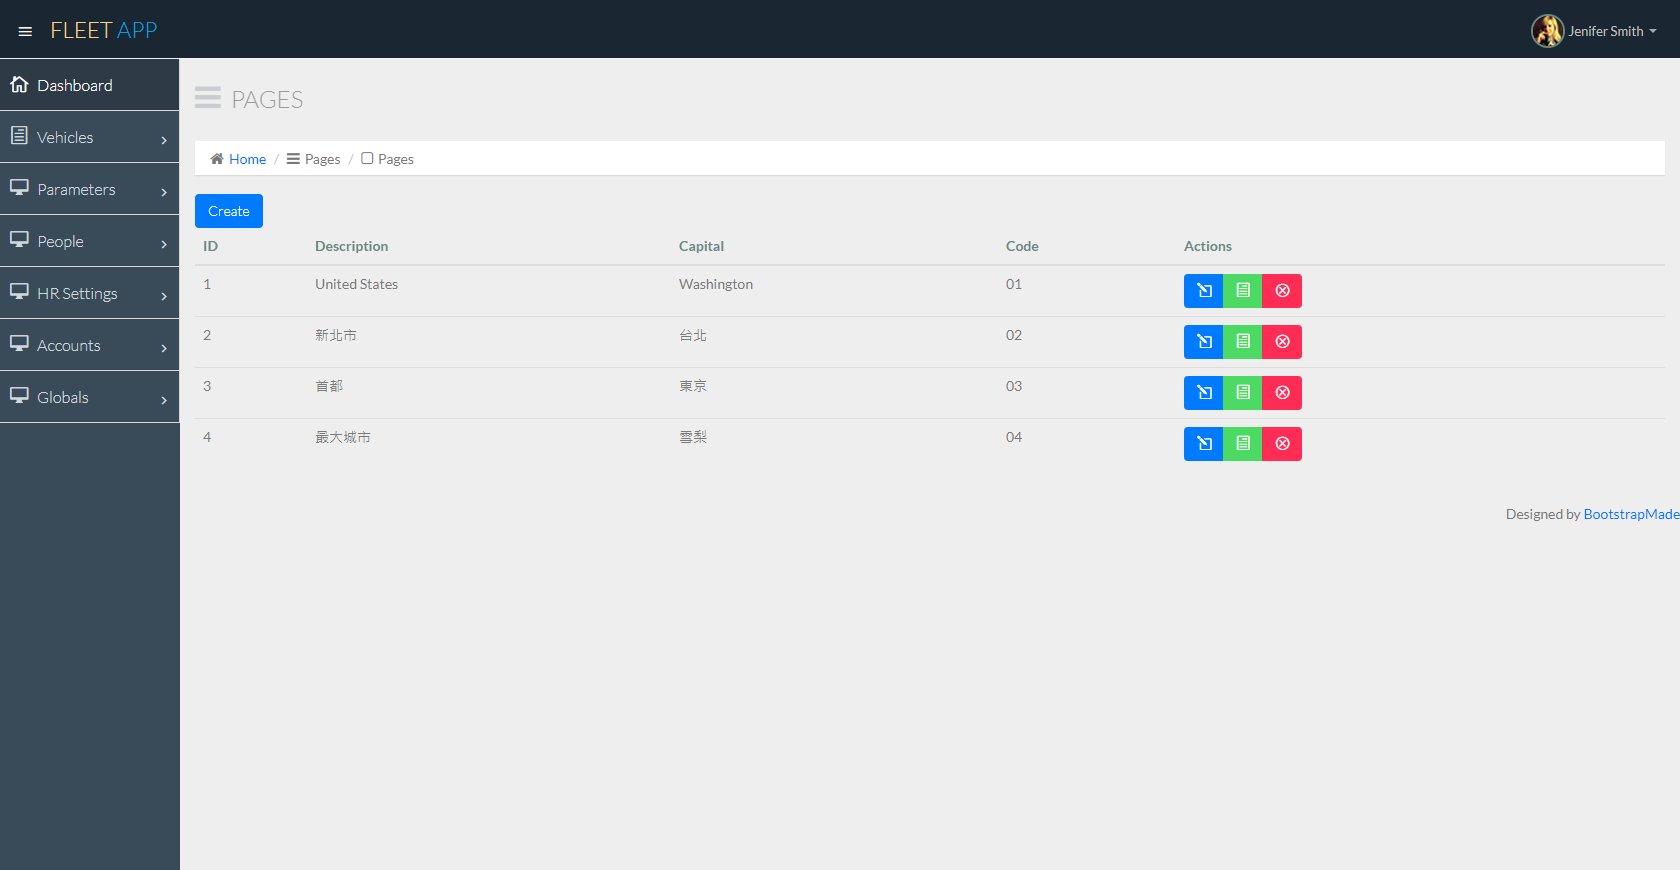 FLEET APP
Jenifer Smith
Dashboard
Vehicles
Parameters
People
HR Settings
Accounts
Globals
PAGES
Home / Pages / Pages
Create
ID Description Capital Code Actions
1 United States Washington 01
2 新北市 台北 02
3 首都 東京 03
4 最大城市 雪梨 04
Designed by BootstrapMade